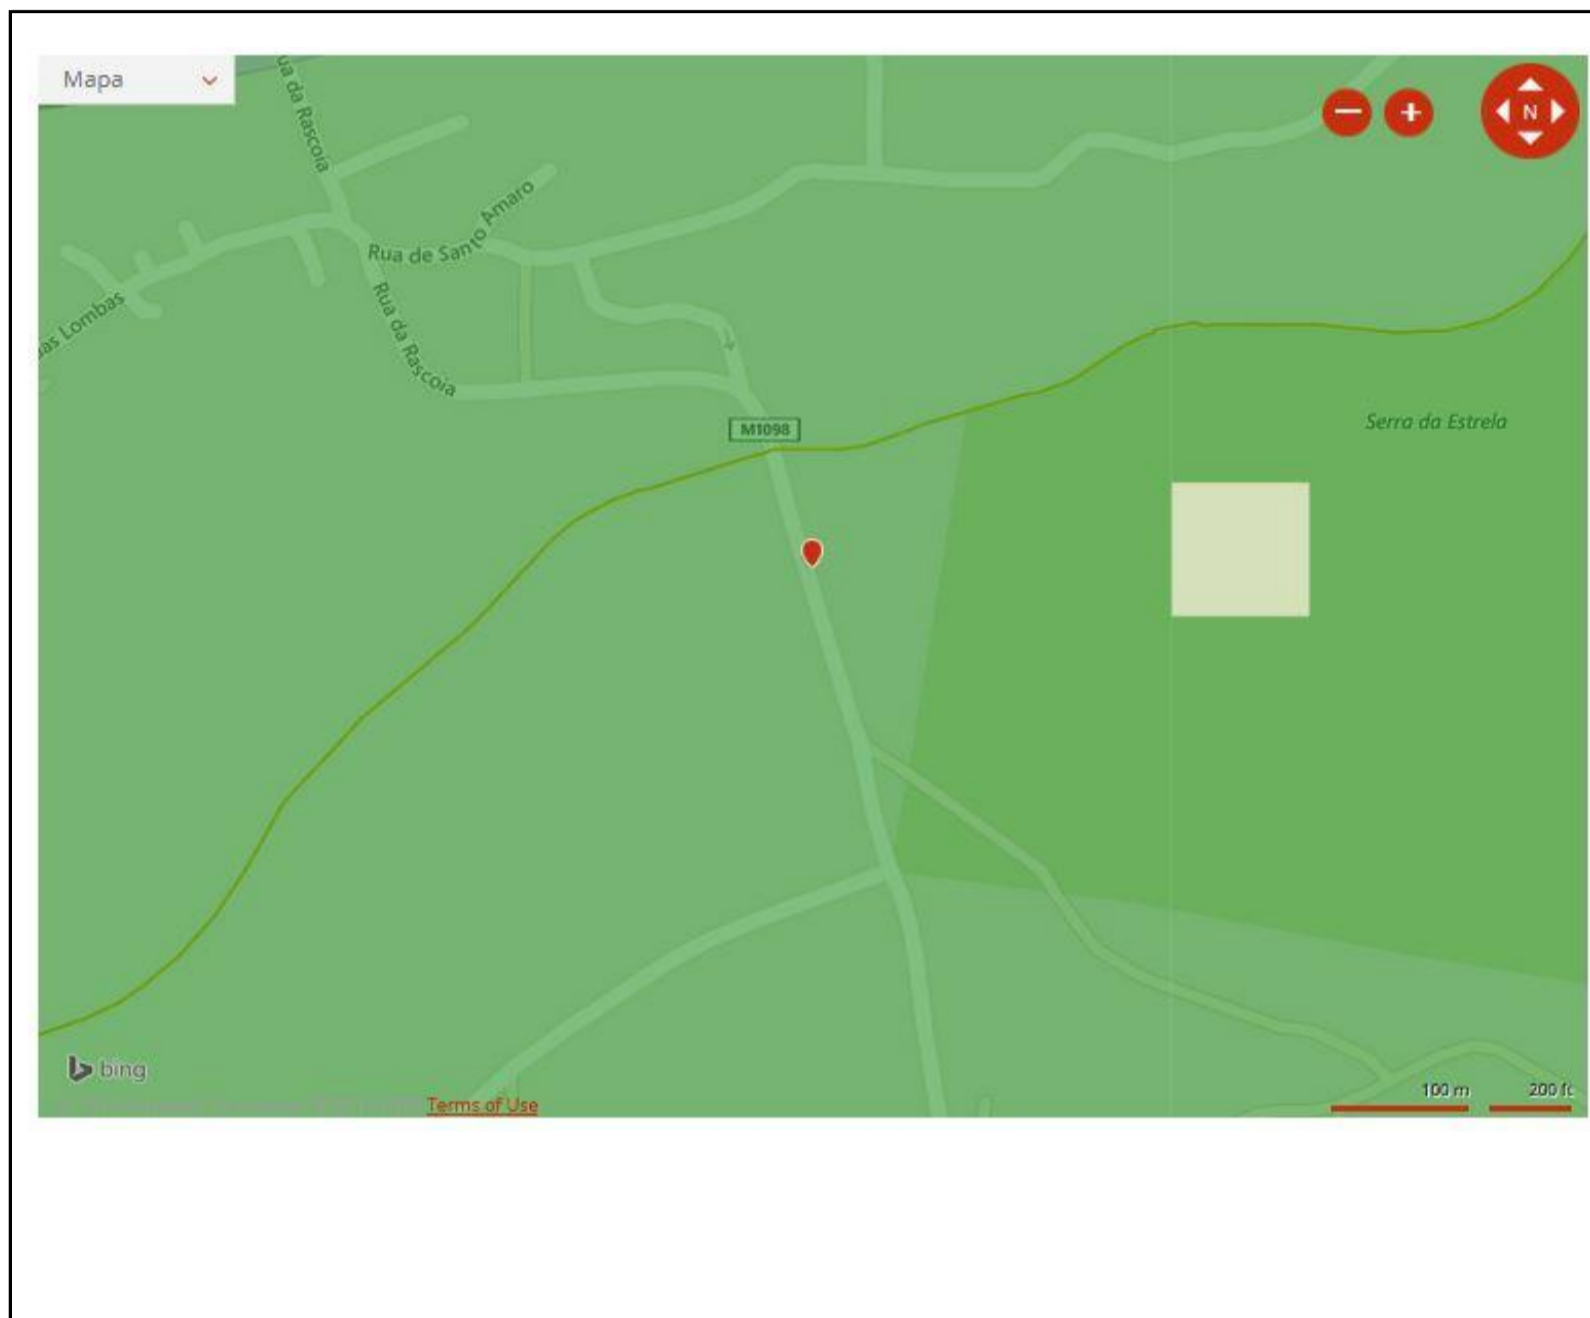 Mapa
N
ua da Rascoia
Amaro
Rua de Santo
Rua da Rascoia
das Lombas
M1098
Serra da Estrela
bing
Terms of Use
100 m
200 ft